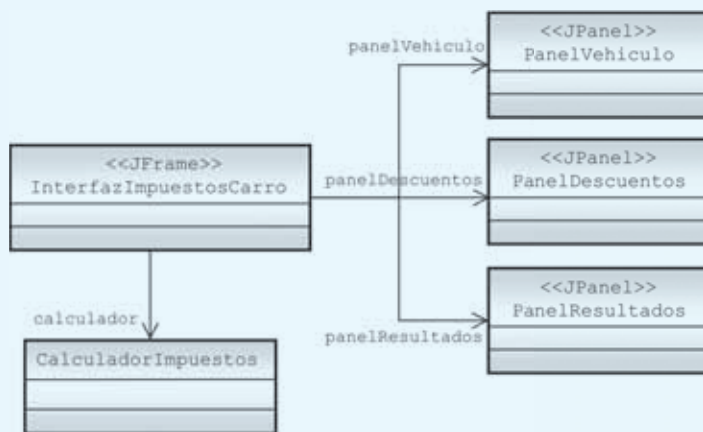 <<JPanel>>
panelVehiculo
PanelVehiculo
<<JFrame>>
InterfazImpuestosCarro
panelDescuentos
<<JPanel>>
PanelDescuentos
<<JPanel>>
PanelResultados
calculador
panelResultados
CalculadorImpuestos